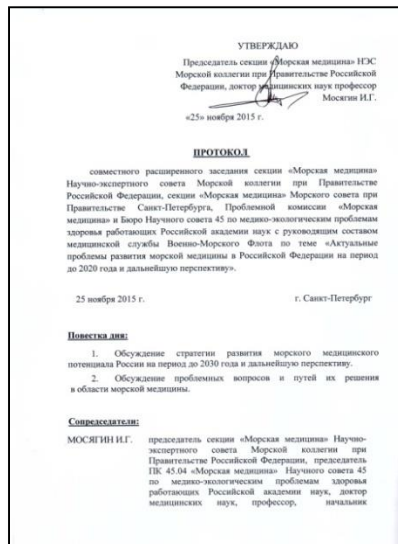 УТВЕРЖДАЮ
Председатель секции «Морская медицина» НЭС
Морской коллегии при Правительстве Российской
Федерации, доктор медицинских наук профессор
Мосягин И.Г.
«25» ноября 2015 г.
ПРОТОКОЛ
совместного расширенного заседания секции «Морская медицина»
Научно-экспертного совета Морской коллегии при Правительстве
Российской Федерации, секции «Морская медицина» Морского совета при
Правительстве Санкт-Петербурга, Проблемной комиссии «Морская
медицина» и Бюро Научного совета 45 по медико-экологическим проблемам
здоровья работающих Российской академии наук с руководящим составом
медицинской службы Военно-Морского Флота по теме «Актуальные
проблемы развития морской медицины в Российской Федерации на период
до 2020 года и дальнейшую перспективу».
25 ноября 2015 г. г. Санкт-Петербург
Повестка дня:
1. Обсуждение стратегии развития морского медицинского
потенциала России на период до 2030 года и дальнейшую перспективу.
2. Обсуждение проблемных вопросов и путей их решения
в области морской медицины.
Сопредседатели:
МОСЯГИН И.Г. председатель секции «Морская медицина» Научно-
экспертного совета Морской коллегии при
Правительстве Российской Федерации, председатель
ПК 45.04 «Морская медицина» Научного совета 45
по медико-экологическим проблемам здоровья
работающих Российской академии наук, доктор
медицинских наук, профессор, начальник